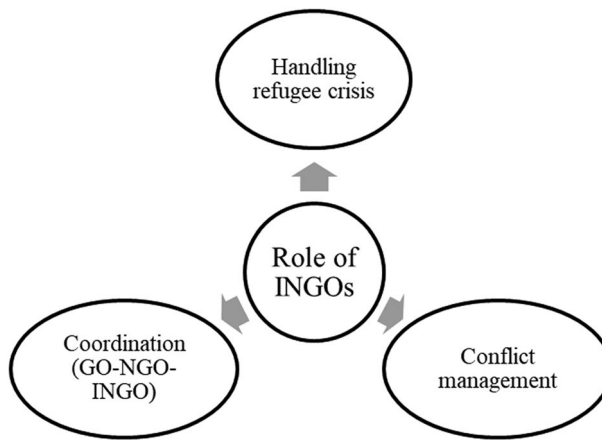 Handling
refugee crisis
Role of
INGOs
Coordination
(GO-NGO-
INGO)
Conflict
management